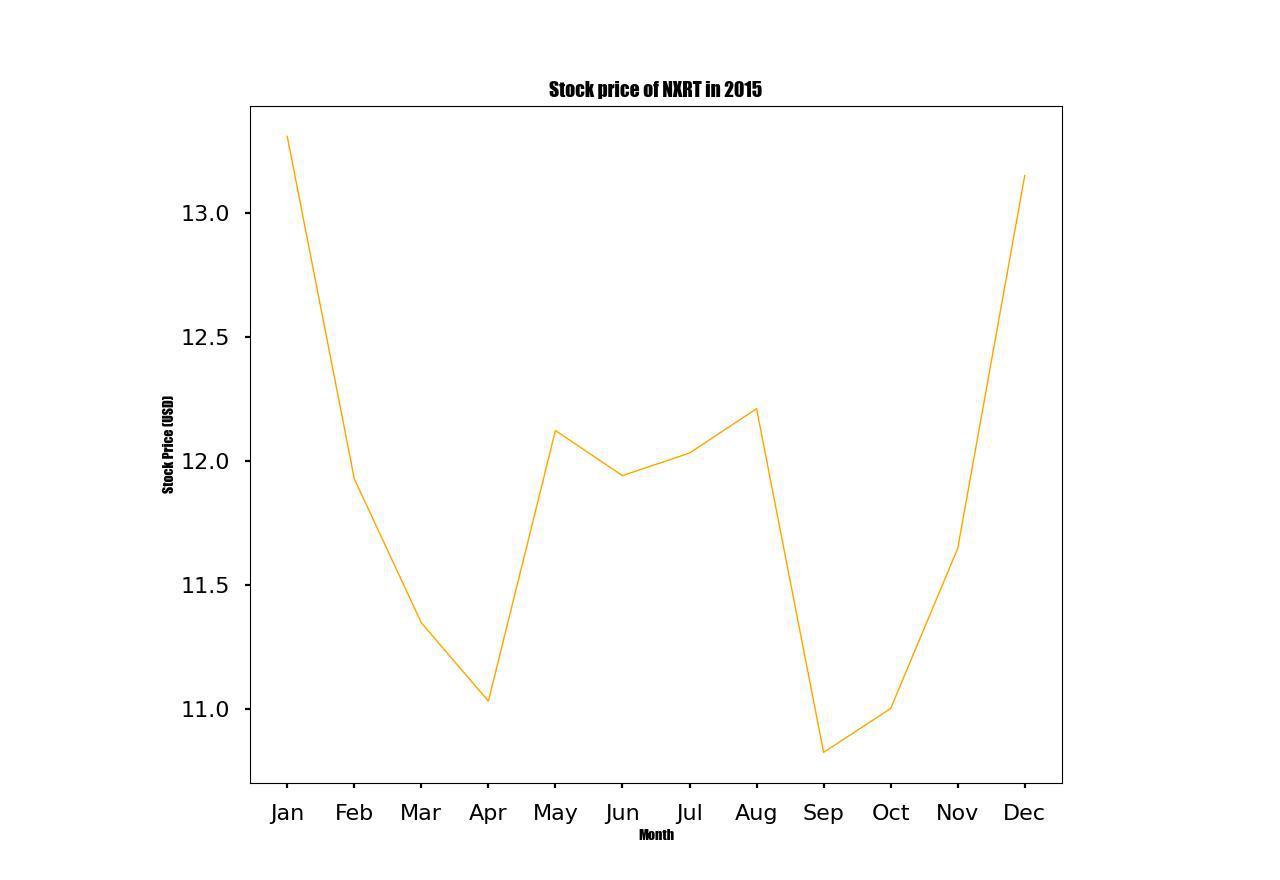 Stock price of NXRT in 2015
Stock Price (USD)
13.0
12.5
12.0
11.5
11.0
Jan Feb Mar Apr May Jun Jul Aug Sep Oct Nov Dec
Month